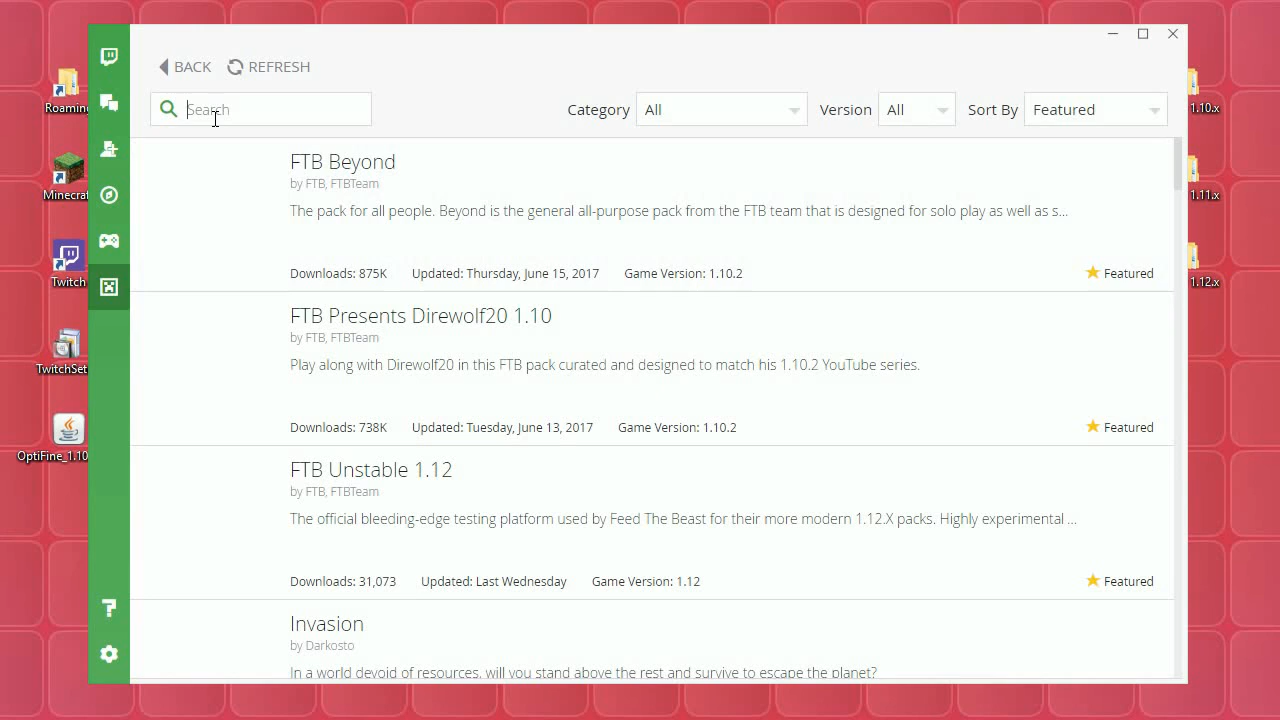 BACK REFRESH
Search Category All Version All Sort By Featured
FTB Beyond
by FTB, FTBTeam
The pack for all people. Beyond is the general all-purpose pack from the FTB team that is designed for solo play as well as s...
Downloads: 875K Updated: Thursday, June 15, 2017 Game Version: 1.10.2 Featured
FTB Presents Direwolf20 1.10
by FTB, FTBTeam
Play along with Direwolf20 in this FTB pack curated and designed to match his 1.10.2 YouTube series.
Downloads: 738K Updated: Tuesday, June 13, 2017 Game Version: 1.10.2 Featured
FTB Unstable 1.12
by FTB, FTBTeam
The official bleeding-edge testing platform used by Feed The Beast for their more modern 1.12.X packs. Highly experimental ...
Downloads: 31,073 Updated: Last Wednesday Game Version: 1.12 Featured
Invasion
by Darkosto
In a world devoid of resources, will you stand above the rest and survive to escape the planet?
Roaming
Minecraf
Twitch
TwitchSet
OptiFine_1.10
1.10.x
1.11.x
1.12.x